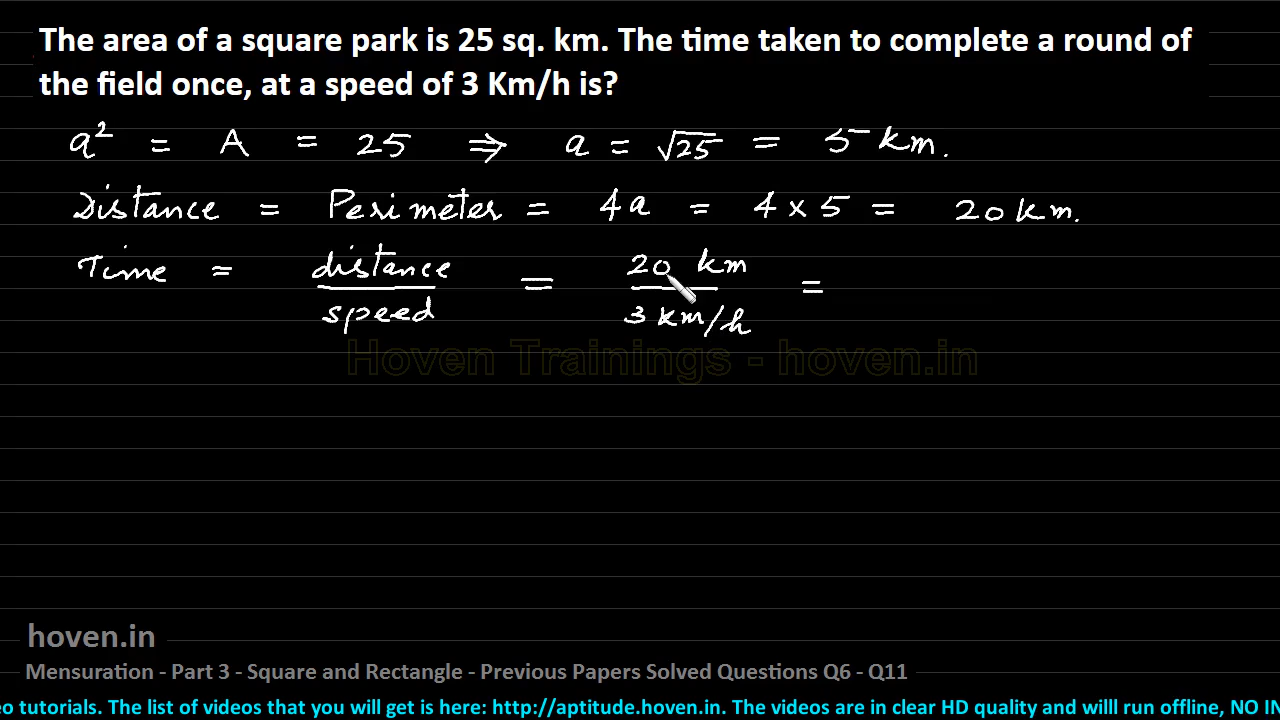 The area of a square park is 25 sq. km. The time taken to complete a round of
the field once, at a speed of 3 Km/h is?
a² = A = 25 ⇒ a = √25 = 5 km.
Distance = Perimeter = 4a = 4 × 5 = 20 km.
Time = distance/speed = 20 km/3 km/h =
Hoven Trainings - hoven.in
hoven.in
Mensuration - Part 3 - Square and Rectangle - Previous Papers Solved Questions Q6 - Q11
eo tutorials. The list of videos that you will get is here: http://aptitude.hoven.in. The videos are in clear HD quality and willl run offline, NO IN